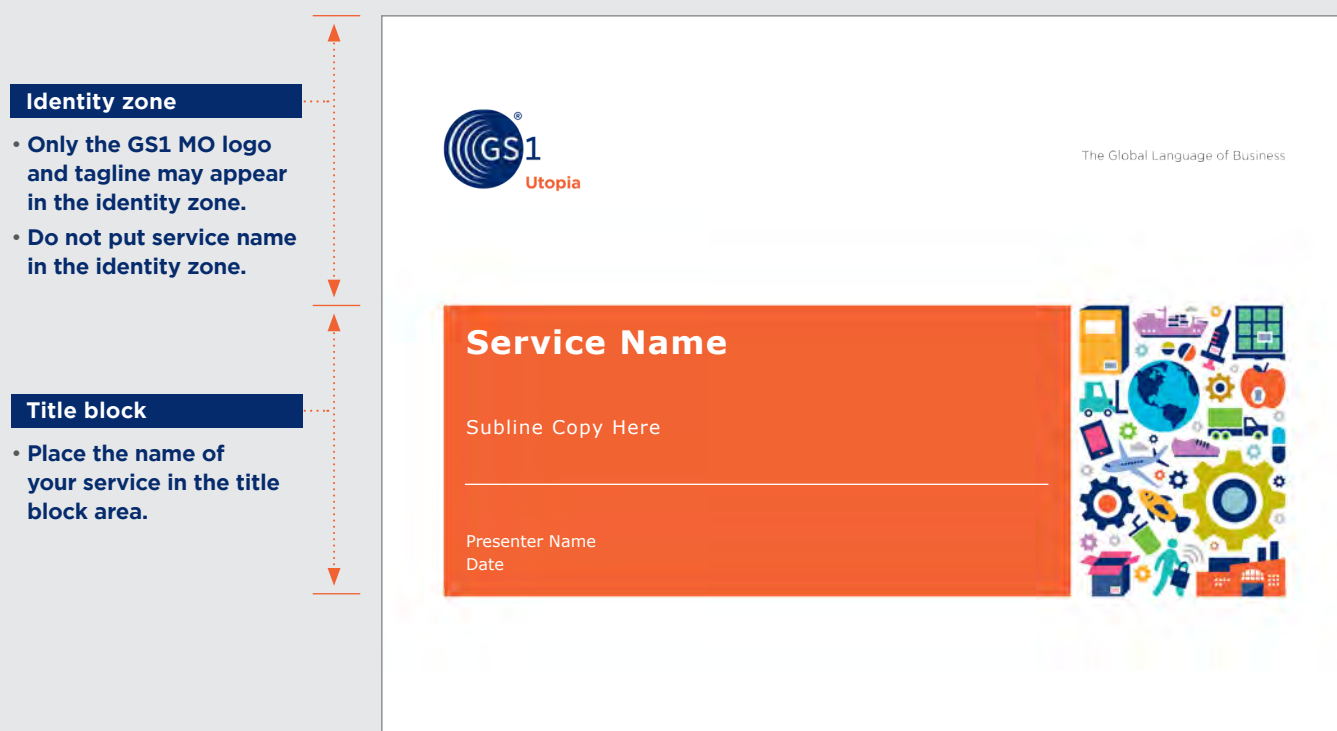 Identity zone
• Only the GS1 MO logo
and tagline may appear
in the identity zone.
• Do not put service name
in the identity zone.
Title block
• Place the name of
your service in the title
block area.
GS1®
Utopia
The Global Language of Business
Service Name
Subline Copy Here
Presenter Name
Date